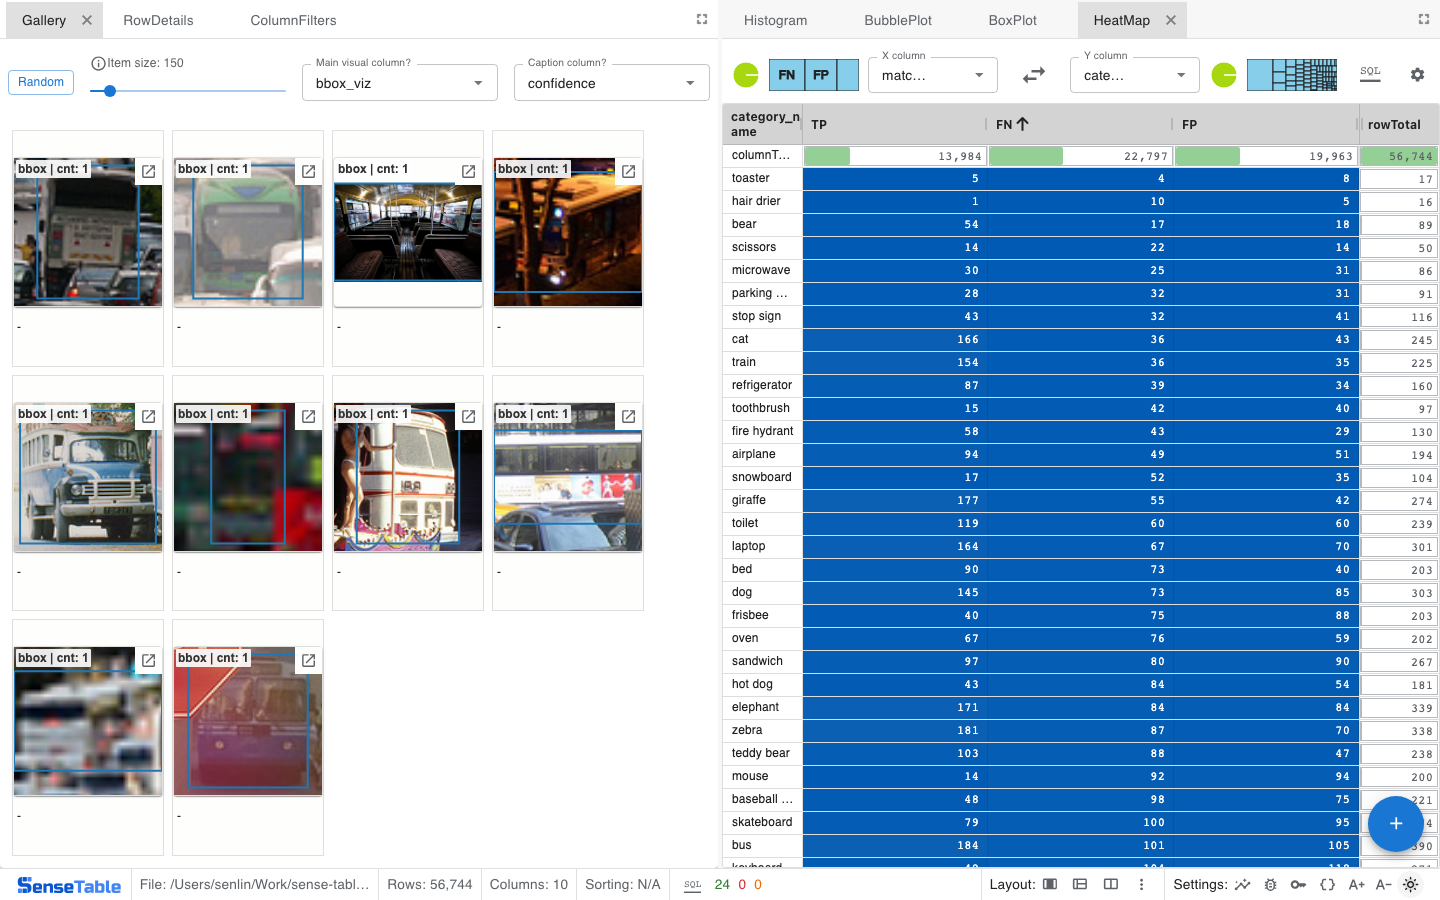 Gallery
RowDetails
ColumnFilters
Histogram
BubblePlot
BoxPlot
HeatMap
Random
Item size: 150
Main visual column?
bbox_viz
Caption column?
confidence
FN FP
X column
matc...
Y column
cate...
SQL
bbox | cnt: 1
bbox | cnt: 1
bbox | cnt: 1
bbox | cnt: 1
- - - -
bbox | cnt: 1
bbox | cnt: 1
bbox | cnt: 1
bbox | cnt: 1
- - - -
bbox | cnt: 1
bbox | cnt: 1
- -
category_n
ame
TP FN FP rowTotal
columnT... 13,984 22,797 19,963 56,744
toaster 5 4 8 17
hair drier 1 10 5 16
bear 54 17 18 89
scissors 14 22 14 50
microwave 30 25 31 86
parking ... 28 32 31 91
stop sign 43 32 41 116
cat 166 36 43 245
train 154 36 35 225
refrigerator 87 39 34 160
toothbrush 15 42 40 97
fire hydrant 58 43 29 130
airplane 94 49 51 194
snowboard 17 52 35 104
giraffe 177 55 42 274
toilet 119 60 60 239
laptop 164 67 70 301
bed 90 73 40 203
dog 145 73 85 303
frisbee 40 75 88 203
oven 67 76 59 202
sandwich 97 80 90 267
hot dog 43 84 54 181
elephant 171 84 84 339
zebra 181 87 70 338
teddy bear 103 88 47 238
mouse 14 92 94 200
baseball ... 48 98 75 221
skateboard 79 100 95
bus 184 101 105 390
SenseTable
File: /Users/senlin/Work/sense-tabl...
Rows: 56,744
Columns: 10
Sorting: N/A
SQL
24 0 0
Layout:
Settings:
A+ A-